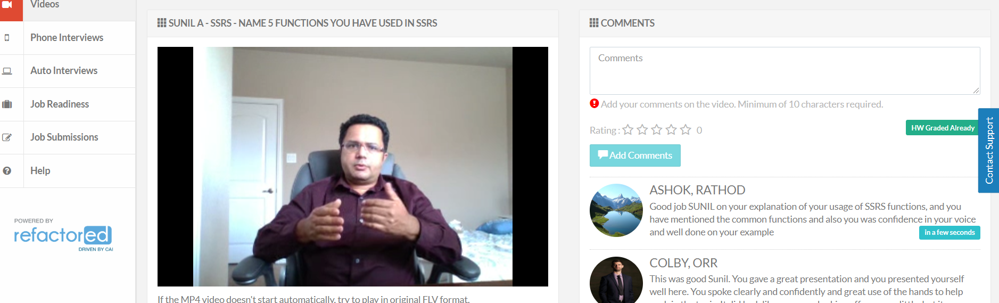 Videos
Phone Interviews
Auto Interviews
Job Readiness
Job Submissions
Help
POWERED BY
refactored
DRIVEN BY CAI
SUNIL A - SSRS - NAME 5 FUNCTIONS YOU HAVE USED IN SSRS
If the MP4 video doesn't start automatically, try to play in original FLV format.
COMMENTS
Comments
Add your comments on the video. Minimum of 10 characters required.
Rating : 0
HW Graded Already
Add Comments
Contact Support
ASHOK, RATHOD
Good job SUNIL on your explanation of your usage of SSRS functions, and you
have mentioned the common functions and also you was confidence in your voice
and well done on your example
in a few seconds
COLBY, ORR
This was good Sunil. You gave a great presentation and you presented yourself
well here. You spoke clearly and confidently and great use of the hands to help